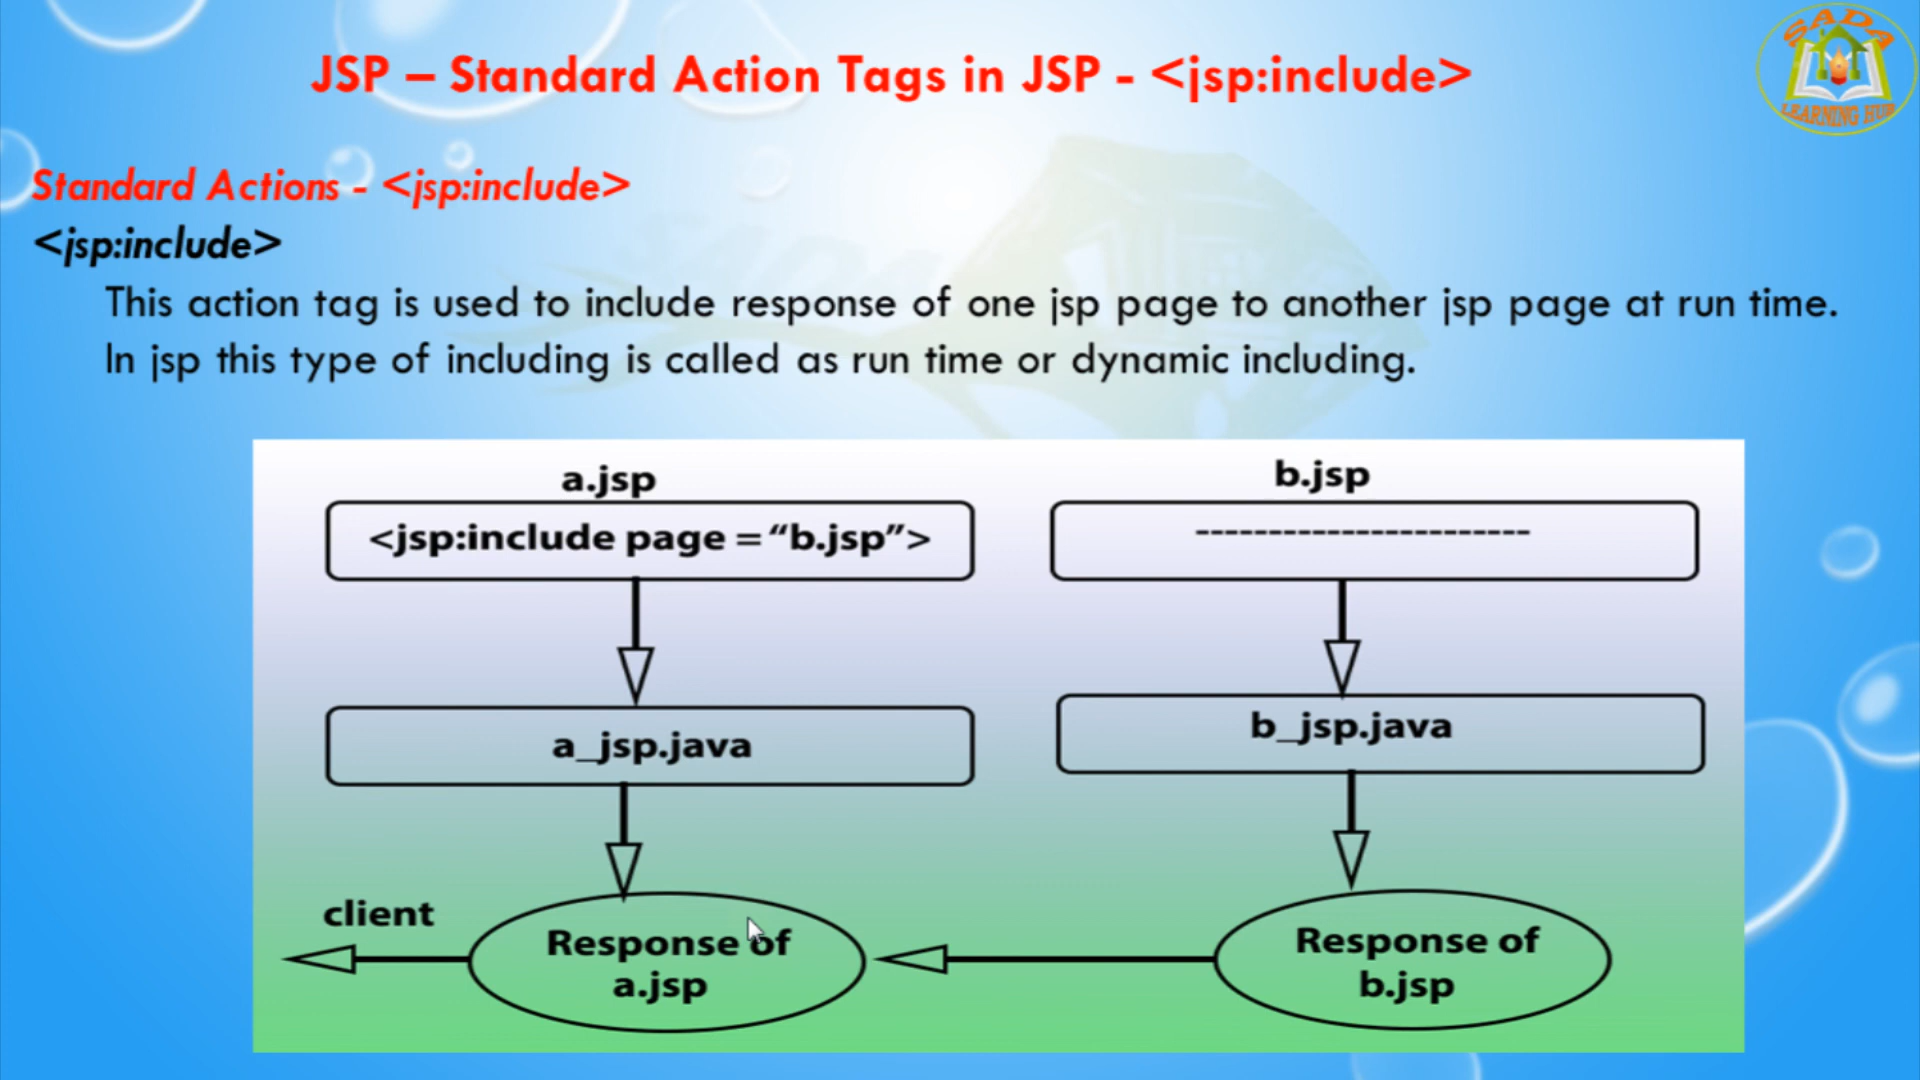 JSP – Standard Action Tags in JSP - <jsp:include>
SADA
LEARNING HUB
Standard Actions - <jsp:include>
<jsp:include>
This action tag is used to include response of one jsp page to another jsp page at run time.
In jsp this type of including is called as run time or dynamic including.
a.jsp
<jsp:include page = “b.jsp”>
b.jsp
-----------------------
a_jsp.java
b_jsp.java
client
Response of
a.jsp
Response of
b.jsp